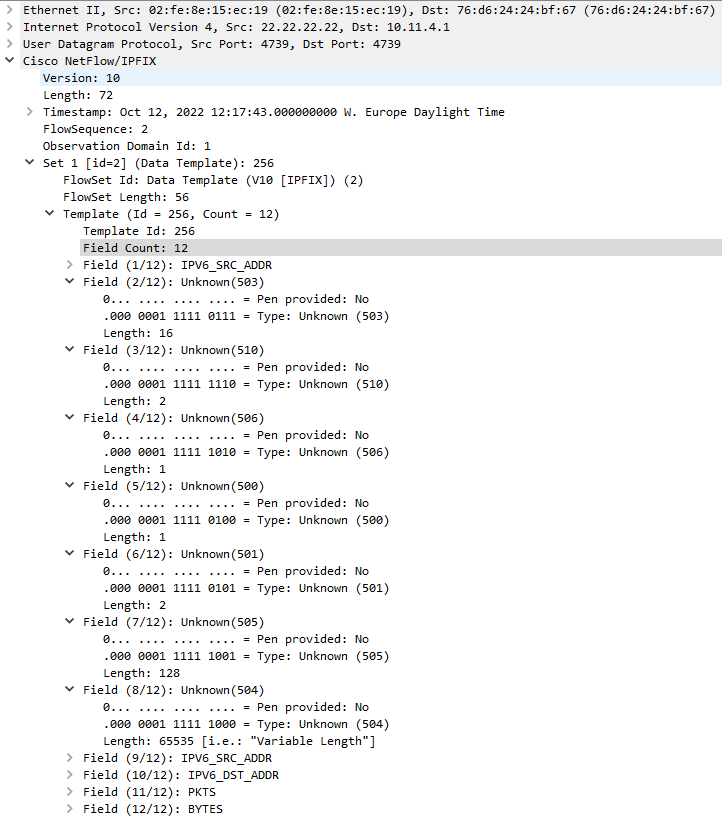 Ethernet II, Src: 02:fe:8e:15:ec:19 (02:fe:8e:15:ec:19), Dst: 76:d6:24:24:bf:67 (76:d6:24:24:bf:67)
Internet Protocol Version 4, Src: 22.22.22.22, Dst: 10.11.4.1
User Datagram Protocol, Src Port: 4739, Dst Port: 4739
Cisco NetFlow/IPFIX
Version: 10
Length: 72
Timestamp: Oct 12, 2022 12:17:43.000000000 W. Europe Daylight Time
FlowSequence: 2
Observation Domain Id: 1
Set 1 [id=2] (Data Template): 256
FlowSet Id: Data Template (V10 [IPFIX]) (2)
FlowSet Length: 56
Template (Id = 256, Count = 12)
Template Id: 256
Field Count: 12
Field (1/12): IPV6_SRC_ADDR
Field (2/12): Unknown(503)
0... .... .... .... = Pen provided: No
.000 0001 1111 0111 = Type: Unknown (503)
Length: 16
Field (3/12): Unknown(510)
0... .... .... .... = Pen provided: No
.000 0001 1111 1110 = Type: Unknown (510)
Length: 2
Field (4/12): Unknown(506)
0... .... .... .... = Pen provided: No
.000 0001 1111 1010 = Type: Unknown (506)
Length: 1
Field (5/12): Unknown(500)
0... .... .... .... = Pen provided: No
.000 0001 1111 0100 = Type: Unknown (500)
Length: 1
Field (6/12): Unknown(501)
0... .... .... .... = Pen provided: No
.000 0001 1111 0101 = Type: Unknown (501)
Length: 2
Field (7/12): Unknown(505)
0... .... .... .... = Pen provided: No
.000 0001 1111 1001 = Type: Unknown (505)
Length: 128
Field (8/12): Unknown(504)
0... .... .... .... = Pen provided: No
.000 0001 1111 1000 = Type: Unknown (504)
Length: 65535 [i.e.: "Variable Length"]
Field (9/12): IPV6_SRC_ADDR
Field (10/12): IPV6_DST_ADDR
Field (11/12): PKTS
Field (12/12): BYTES